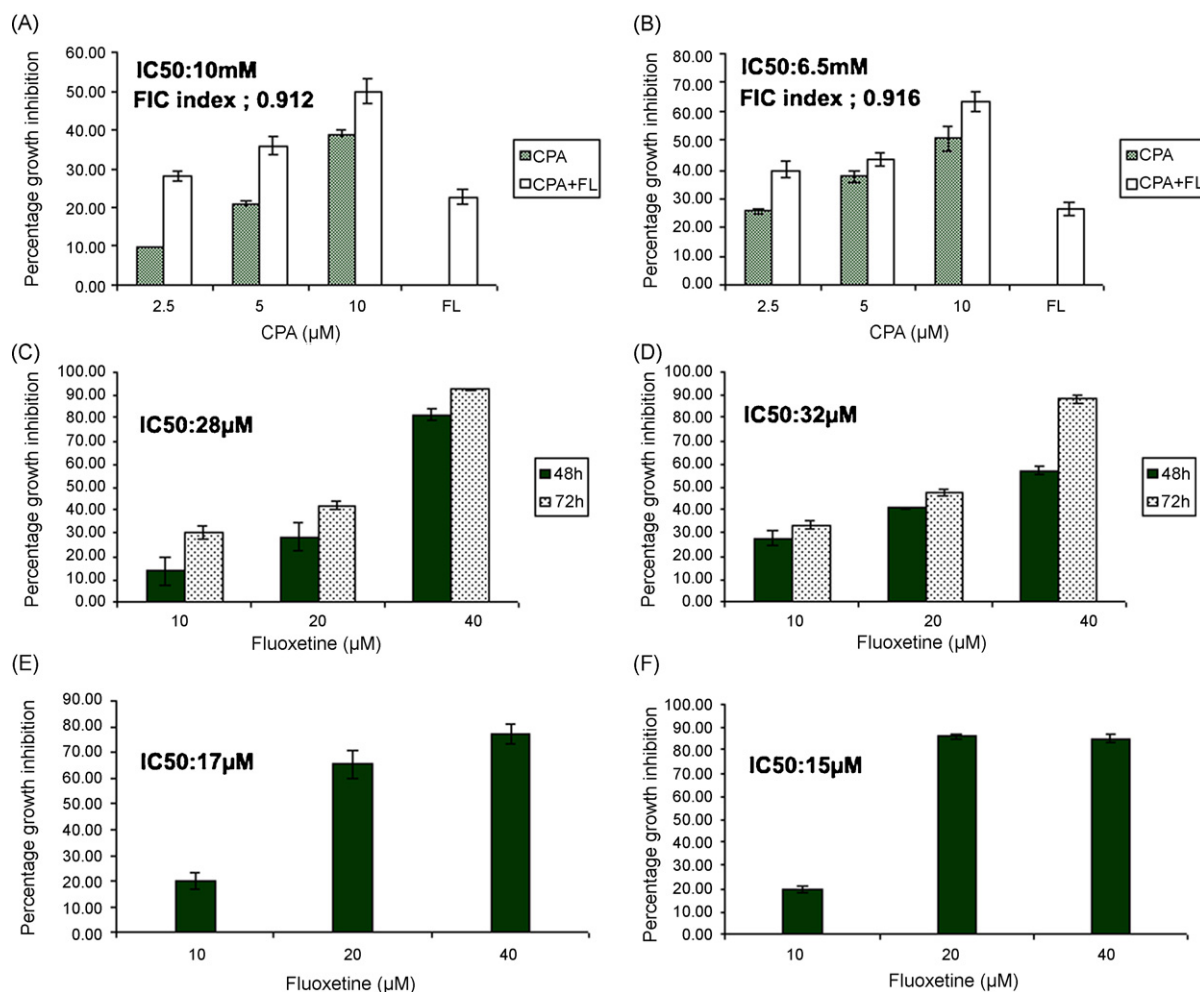 (A)
Percentage growth inhibition
60.00
50.00
40.00
30.00
20.00
10.00
0.00
IC50:10mM
FIC index ; 0.912
CPA
CPA+FL
2.5 5 10 FL
CPA (µM)
(B)
Percentage growth inhibition
80.00
70.00
60.00
50.00
40.00
30.00
20.00
10.00
0.00
IC50:6.5mM
FIC index ; 0.916
CPA
CPA+FL
2.5 5 10 FL
CPA (µM)
(C)
Percentage growth inhibition
100.00
90.00
80.00
70.00
60.00
50.00
40.00
30.00
20.00
10.00
0.00
IC50:28µM
48h
72h
10 20 40
Fluoxetine (µM)
(D)
Percentage growth inhibition
100.00
90.00
80.00
70.00
60.00
50.00
40.00
30.00
20.00
10.00
0.00
IC50:32µM
48h
72h
10 20 40
Fluoxetine (µM)
(E)
Percentage growth inhibition
90.00
80.00
70.00
60.00
50.00
40.00
30.00
20.00
10.00
00.00
IC50:17µM
10 20 40
Fluoxetine (µM)
(F)
Percentage growth inhibition
100.00
90.00
80.00
70.00
60.00
50.00
40.00
30.00
20.00
10.00
00.00
IC50:15µM
10 20 40
Fluoxetine (µM)